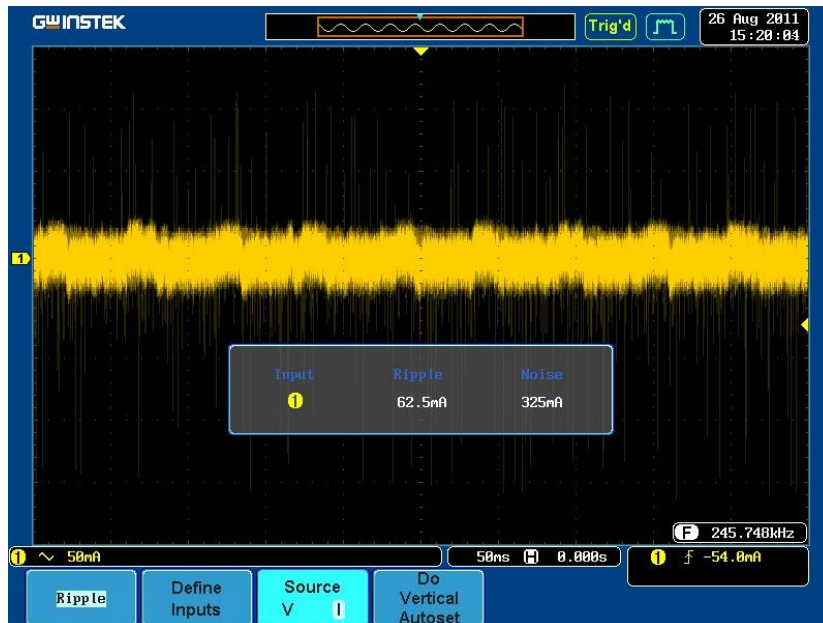 GWINSTEK
Trig'd
26 Aug 2011
15:20:04
1
Input Ripple Noise
1 62.5mA 325mA
F 245.748kHz
1 50mA
50ms H 0.000s
1 -54.0mA
Ripple
Define
Inputs
Source
V I
Do
Vertical
Autoset